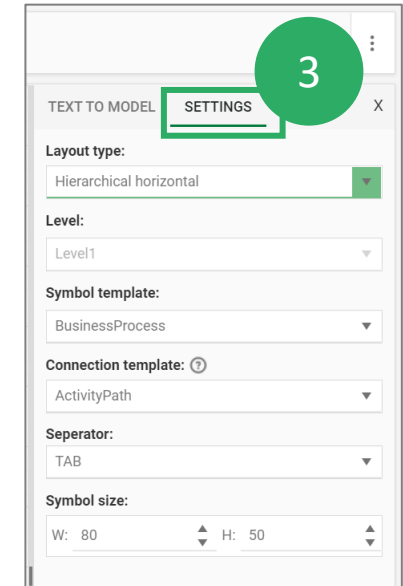 3
TEXT TO MODEL SETTINGS X
Layout type:
Hierarchical horizontal
Level:
Level1
Symbol template:
BusinessProcess
Connection template: ?
ActivityPath
Seperator:
TAB
Symbol size:
W: 80 H: 50